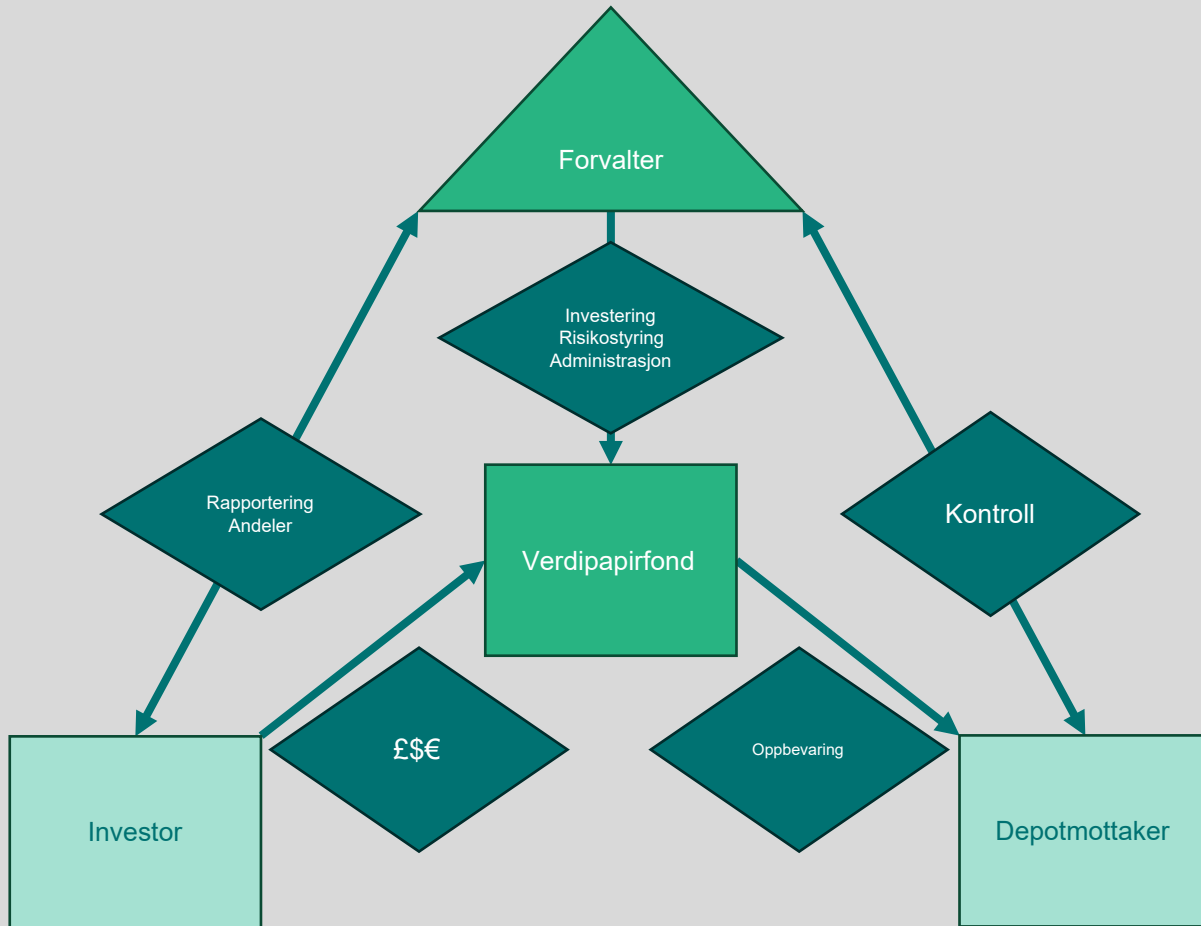 Forvalter
Investering
Risikostyring
Administrasjon
Rapportering
Andeler
Kontroll
Verdipapirfond
£$€
Oppbevaring
Investor
Depotmottaker